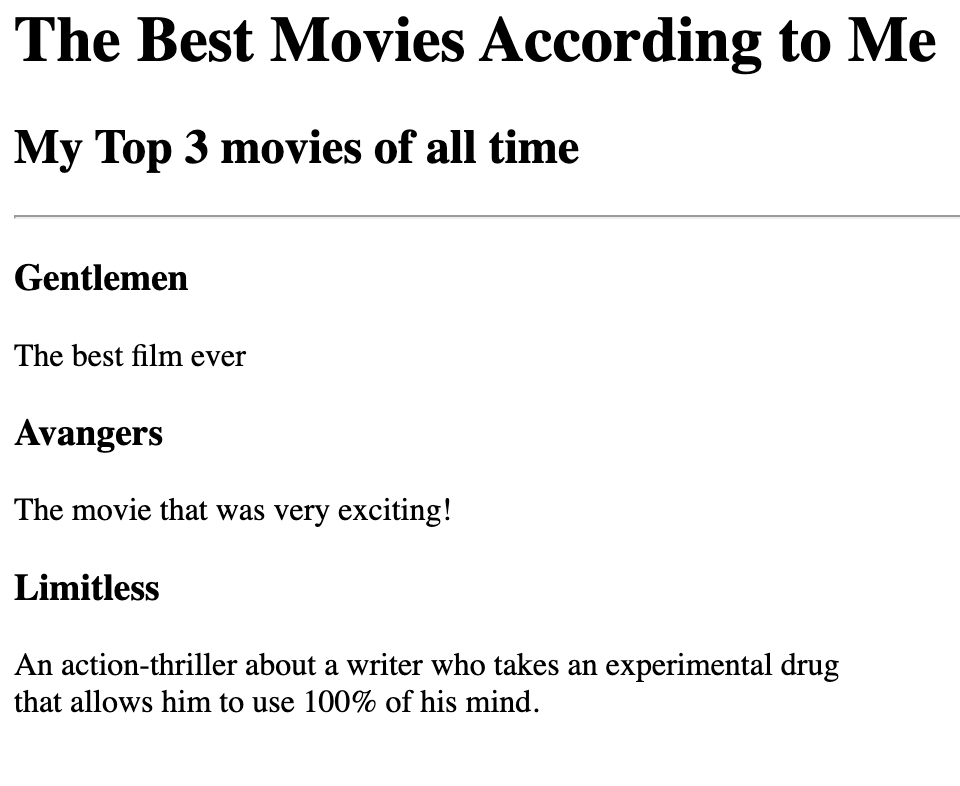 The Best Movies According to Me
My Top 3 movies of all time
Gentlemen
The best film ever
Avangers
The movie that was very exciting!
Limitless
An action-thriller about a writer who takes an experimental drug
that allows him to use 100% of his mind.